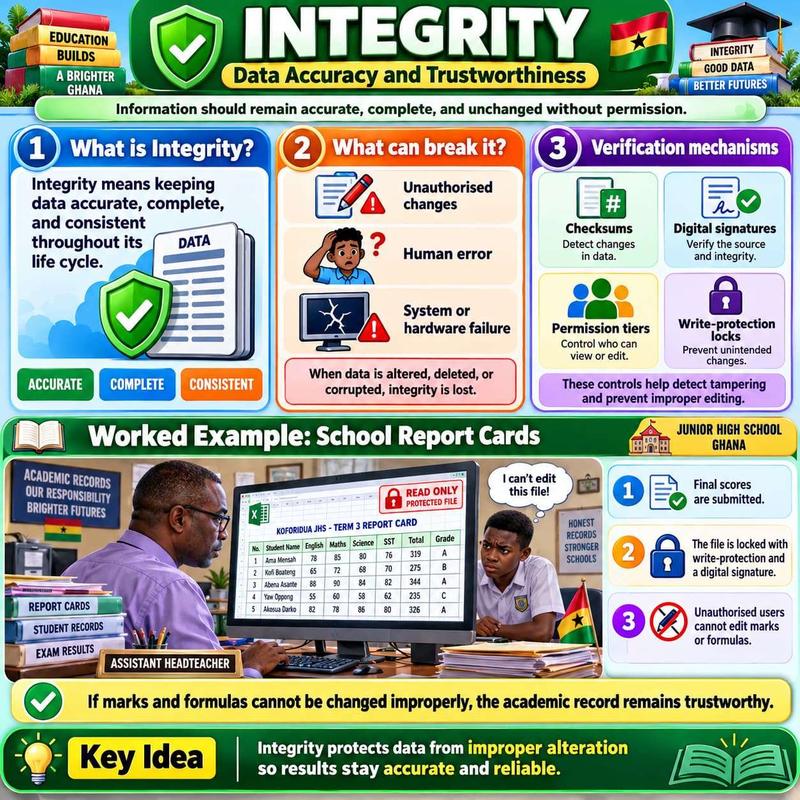 EDUCATION
BUILDS
A BRIGHTER
GHANA
INTEGRITY
Data Accuracy and Trustworthiness
INTEGRITY
GOOD DATA
BETTER FUTURES
Information should remain accurate, complete, and unchanged without permission.
1 What is Integrity?
Integrity means keeping
data accurate, complete,
and consistent
throughout its
life cycle.
DATA
ACCURATE
COMPLETE
CONSISTENT
2 What can break it?
Unauthorised
changes
?
Human error
System or
hardware failure
When data is altered, deleted, or
corrupted, integrity is lost.
3 Verification mechanisms
#
Checksums
Detect changes
in data.
Digital signatures
Verify the source
and integrity.
Permission tiers
Control who can
view or edit.
Write-protection
locks
Prevent unintended
changes.
These controls help detect tampering
and prevent improper editing.
Worked Example: School Report Cards
JUNIOR HIGH SCHOOL
GHANA
ACADEMIC RECORDS
OUR RESPONSIBILITY
BRIGHTER FUTURES
REPORT CARDS
STUDENT RECORDS
EXAM RESULTS
ASSISTANT HEADTEACHER
X
READ ONLY
PROTECTED FILE
KOFORIDUA JHS - TERM 3 REPORT CARD
No. Student Name English Maths Science SST Total Grade
1 Ama Mensah 78 85 80 76 319 A
2 Kofi Boateng 65 72 68 70 275 B
3 Abena Asante 88 90 84 82 344 A
4 Yaw Oppong 55 60 58 62 235 C
5 Akosua Darko 82 78 86 80 326 A
I can't edit
this file!
HONEST
RECORDS
STRONGER
SCHOOLS
1 Final scores
are submitted.
2 The file is locked with
write-protection and
a digital signature.
3 Unauthorised users
cannot edit marks
or formulas.
If marks and formulas cannot be changed improperly, the academic record remains trustworthy.
Key Idea
Integrity protects data from improper alteration
so results stay accurate and reliable.